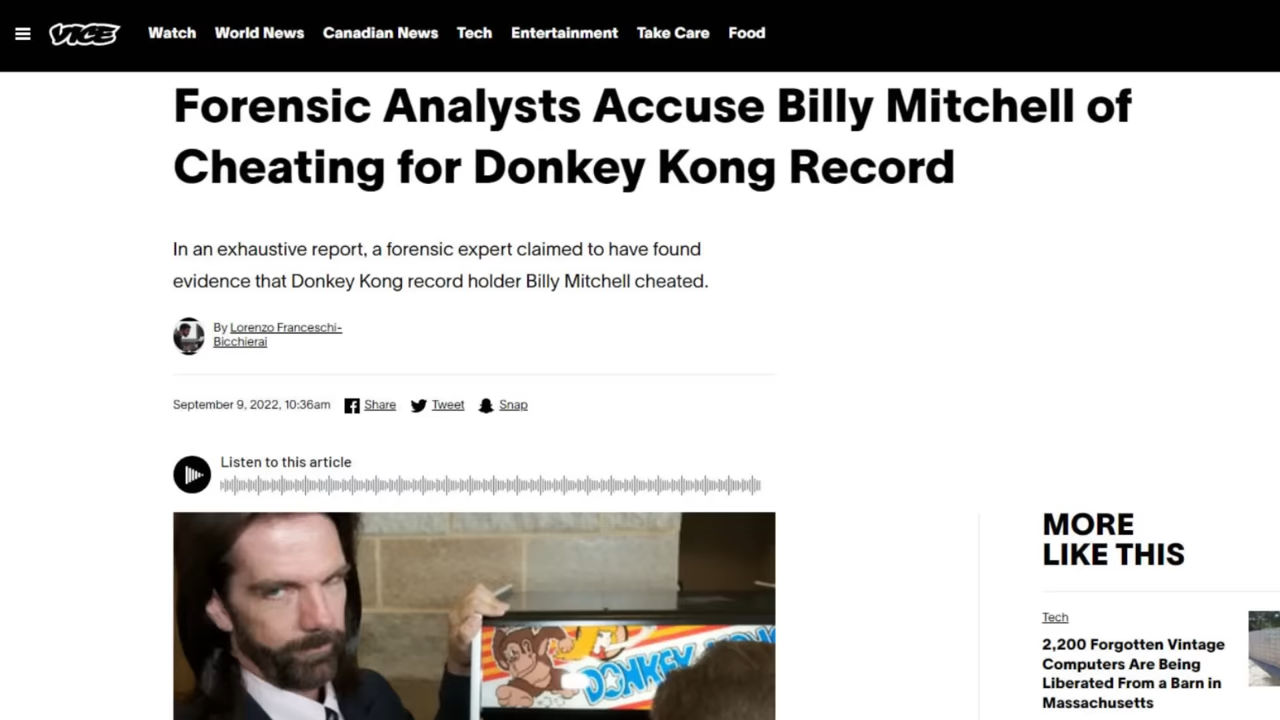 VICE
Watch World News Canadian News Tech Entertainment Take Care Food
Forensic Analysts Accuse Billy Mitchell of
Cheating for Donkey Kong Record
In an exhaustive report, a forensic expert claimed to have found
evidence that Donkey Kong record holder Billy Mitchell cheated.
By Lorenzo Franceschi-
Bicchierai
September 9, 2022, 10:36am Share Tweet Snap
Listen to this article
MORE
LIKE THIS
Tech
2,200 Forgotten Vintage
Computers Are Being
Liberated From a Barn in
Massachusetts
DONKEY